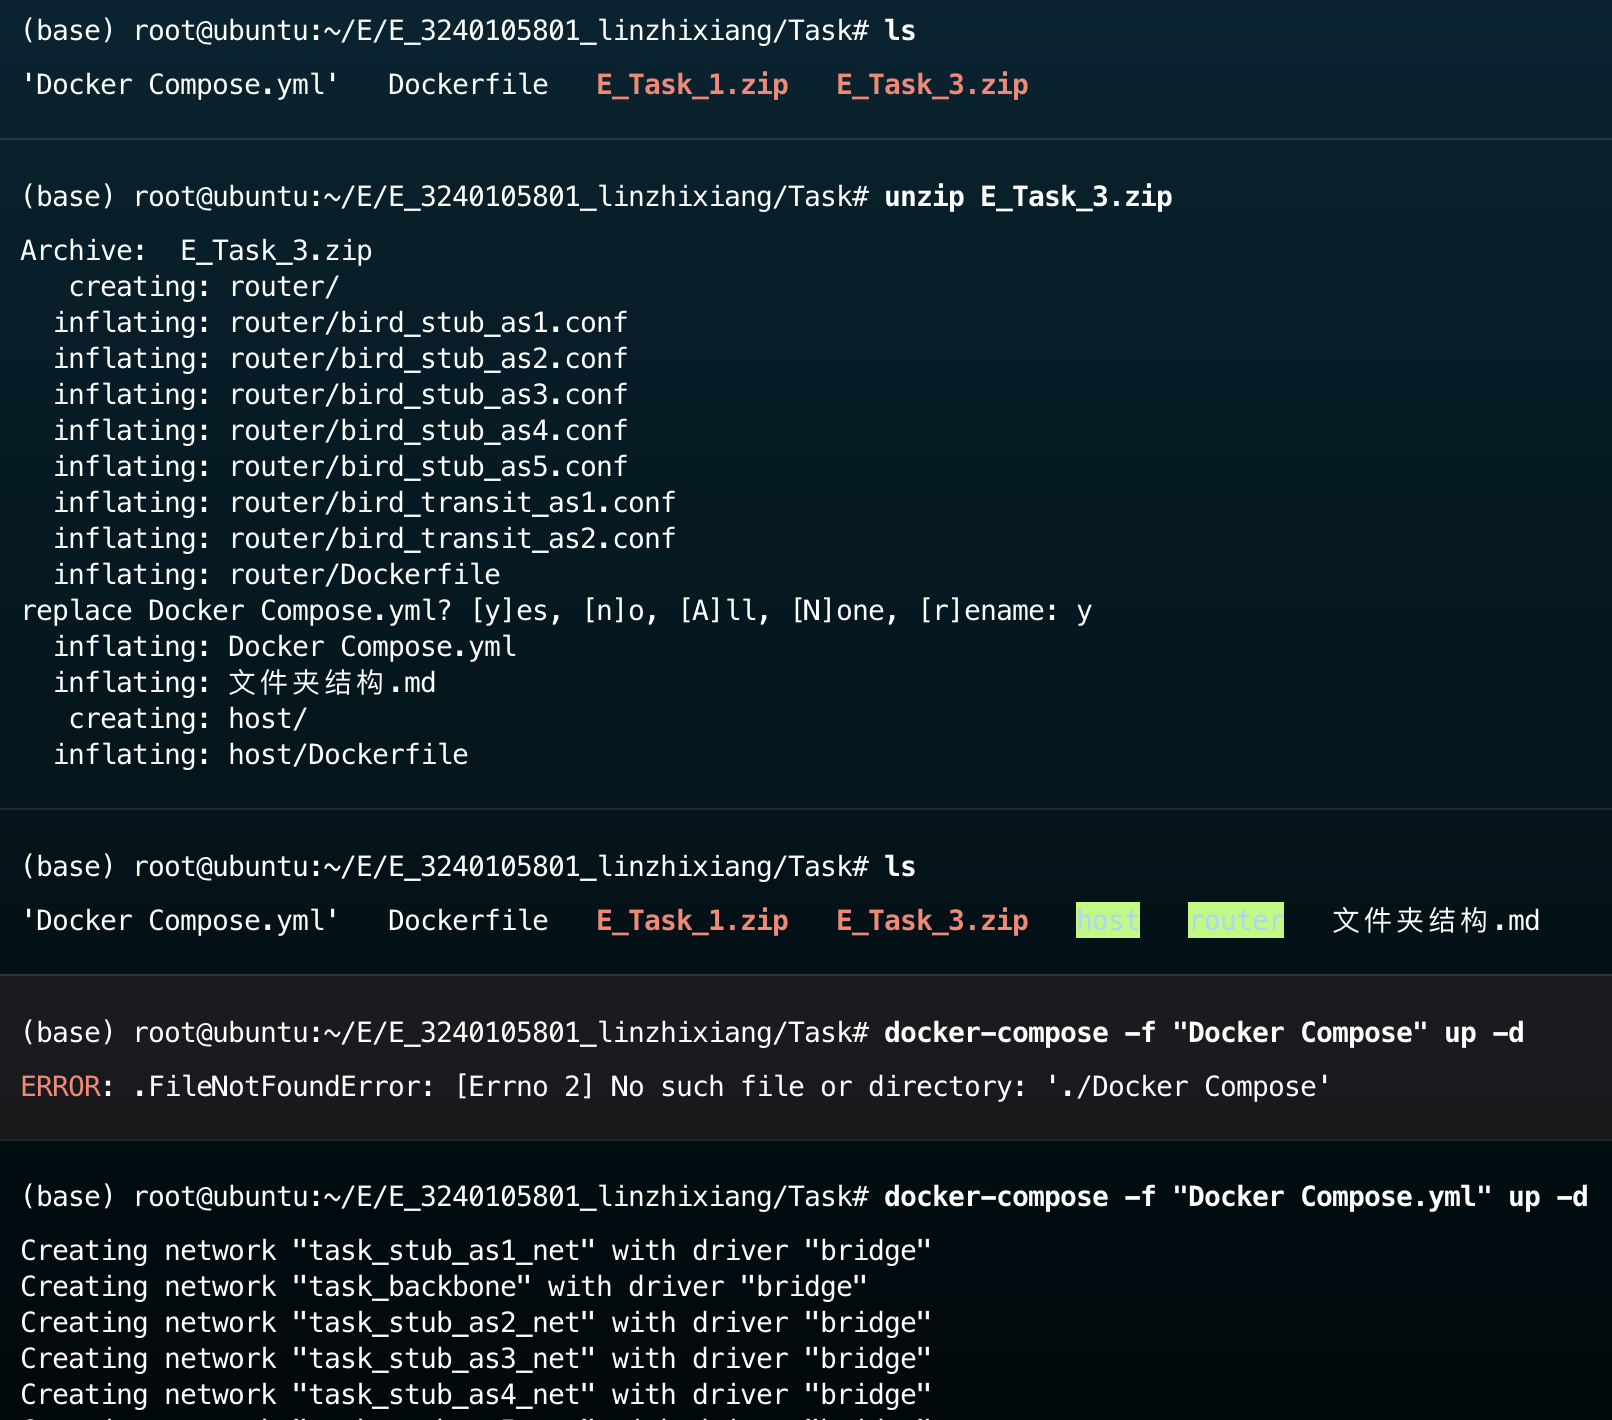 (base) root@ubuntu:~/E/E_3240105801_linzhixiang/Task# ls
'Docker Compose.yml'   Dockerfile   E_Task_1.zip   E_Task_3.zip
(base) root@ubuntu:~/E/E_3240105801_linzhixiang/Task# unzip E_Task_3.zip
Archive:  E_Task_3.zip
   creating: router/
  inflating: router/bird_stub_as1.conf
  inflating: router/bird_stub_as2.conf
  inflating: router/bird_stub_as3.conf
  inflating: router/bird_stub_as4.conf
  inflating: router/bird_stub_as5.conf
  inflating: router/bird_transit_as1.conf
  inflating: router/bird_transit_as2.conf
  inflating: router/Dockerfile
replace Docker Compose.yml? [y]es, [n]o, [A]ll, [N]one, [r]ename: y
  inflating: Docker Compose.yml
  inflating: 文件夹结构.md
   creating: host/
  inflating: host/Dockerfile
(base) root@ubuntu:~/E/E_3240105801_linzhixiang/Task# ls
'Docker Compose.yml'   Dockerfile   E_Task_1.zip   E_Task_3.zip   host   router   文件夹结构.md
(base) root@ubuntu:~/E/E_3240105801_linzhixiang/Task# docker-compose -f "Docker Compose" up -d
ERROR: .FileNotFoundError: [Errno 2] No such file or directory: './Docker Compose'
(base) root@ubuntu:~/E/E_3240105801_linzhixiang/Task# docker-compose -f "Docker Compose.yml" up -d
Creating network "task_stub_as1_net" with driver "bridge"
Creating network "task_backbone" with driver "bridge"
Creating network "task_stub_as2_net" with driver "bridge"
Creating network "task_stub_as3_net" with driver "bridge"
Creating network "task_stub_as4_net" with driver "bridge"